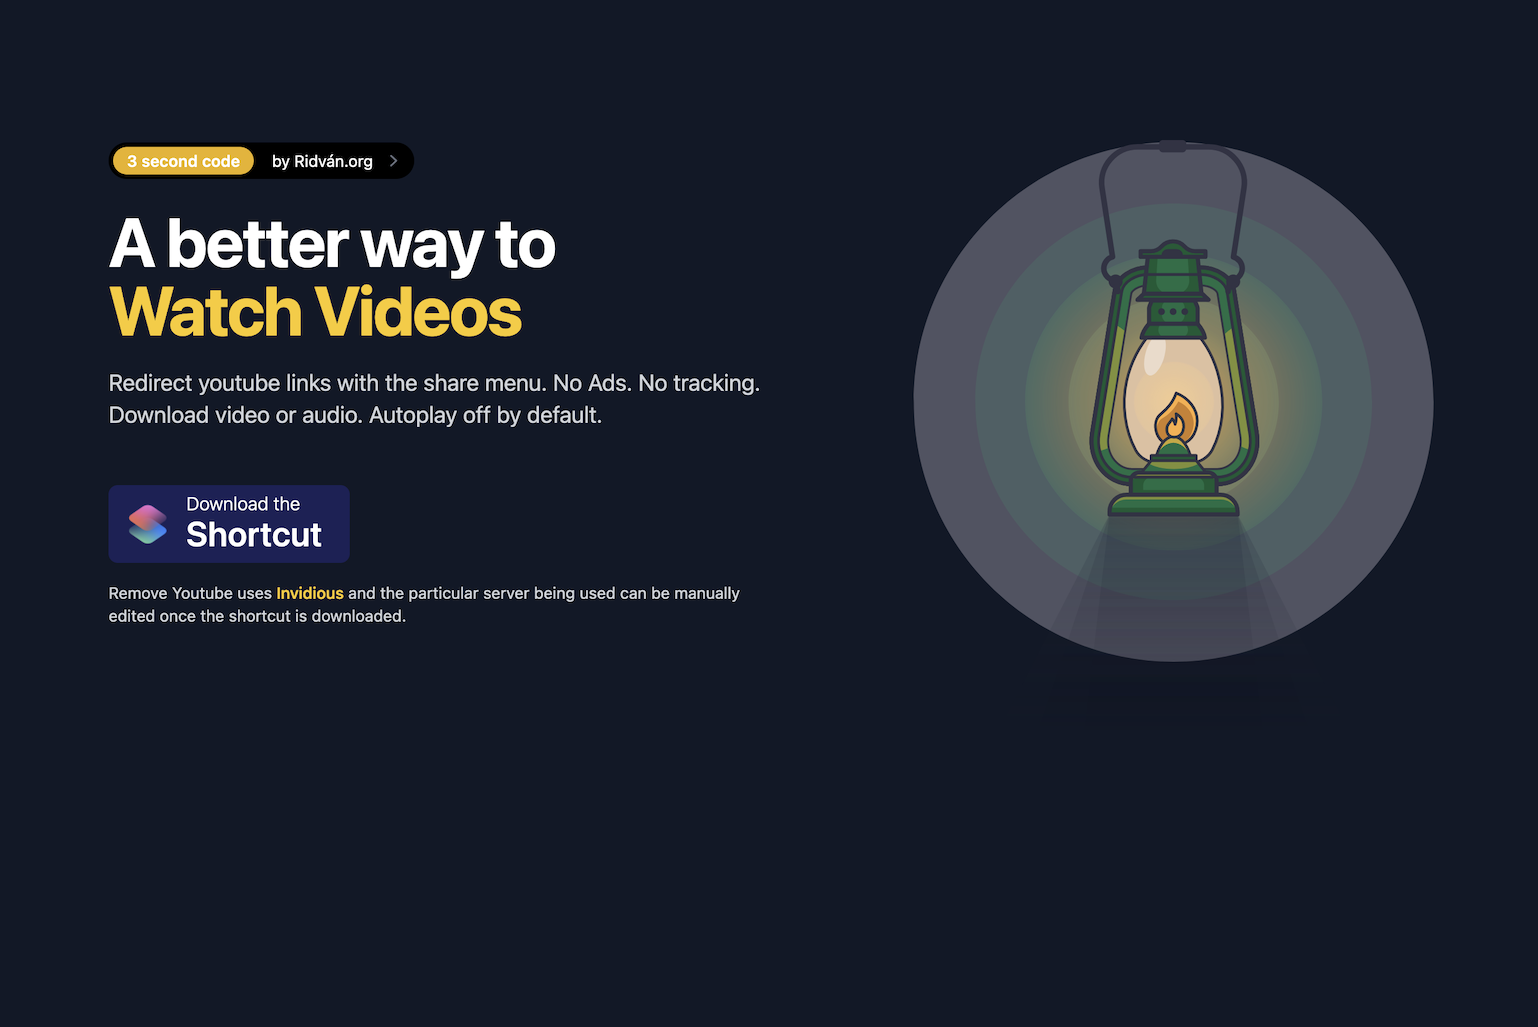 3 second code by Ridván.org
A better way to
Watch Videos
Redirect youtube links with the share menu. No Ads. No tracking.
Download video or audio. Autoplay off by default.
Download the
Shortcut
Remove Youtube uses Invidious and the particular server being used can be manually
edited once the shortcut is downloaded.